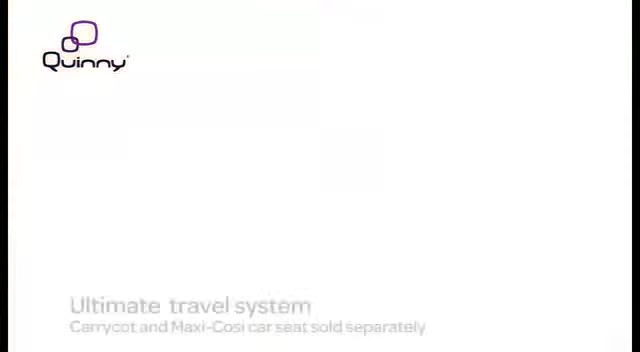 Quinny
Ultimate travel system
Carrycot and Maxi-Cosi car seat sold separately